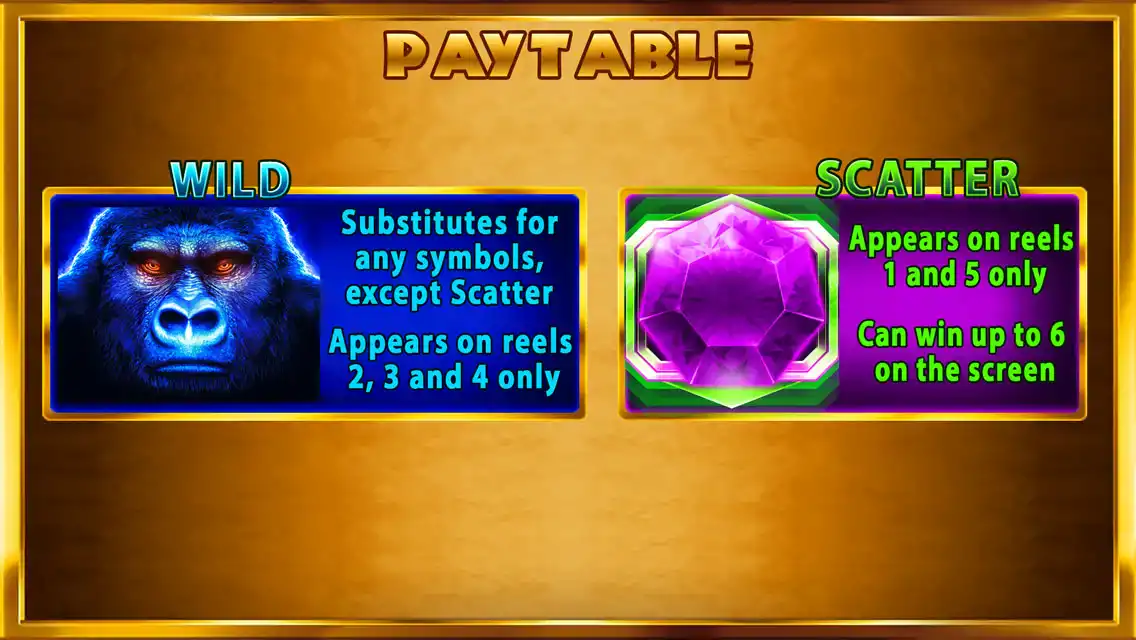 PAYTABLE
WILD
Substitutes for
any symbols,
except Scatter
Appears on reels
2, 3 and 4 only
SCATTER
Appears on reels
1 and 5 only
Can win up to 6
on the screen